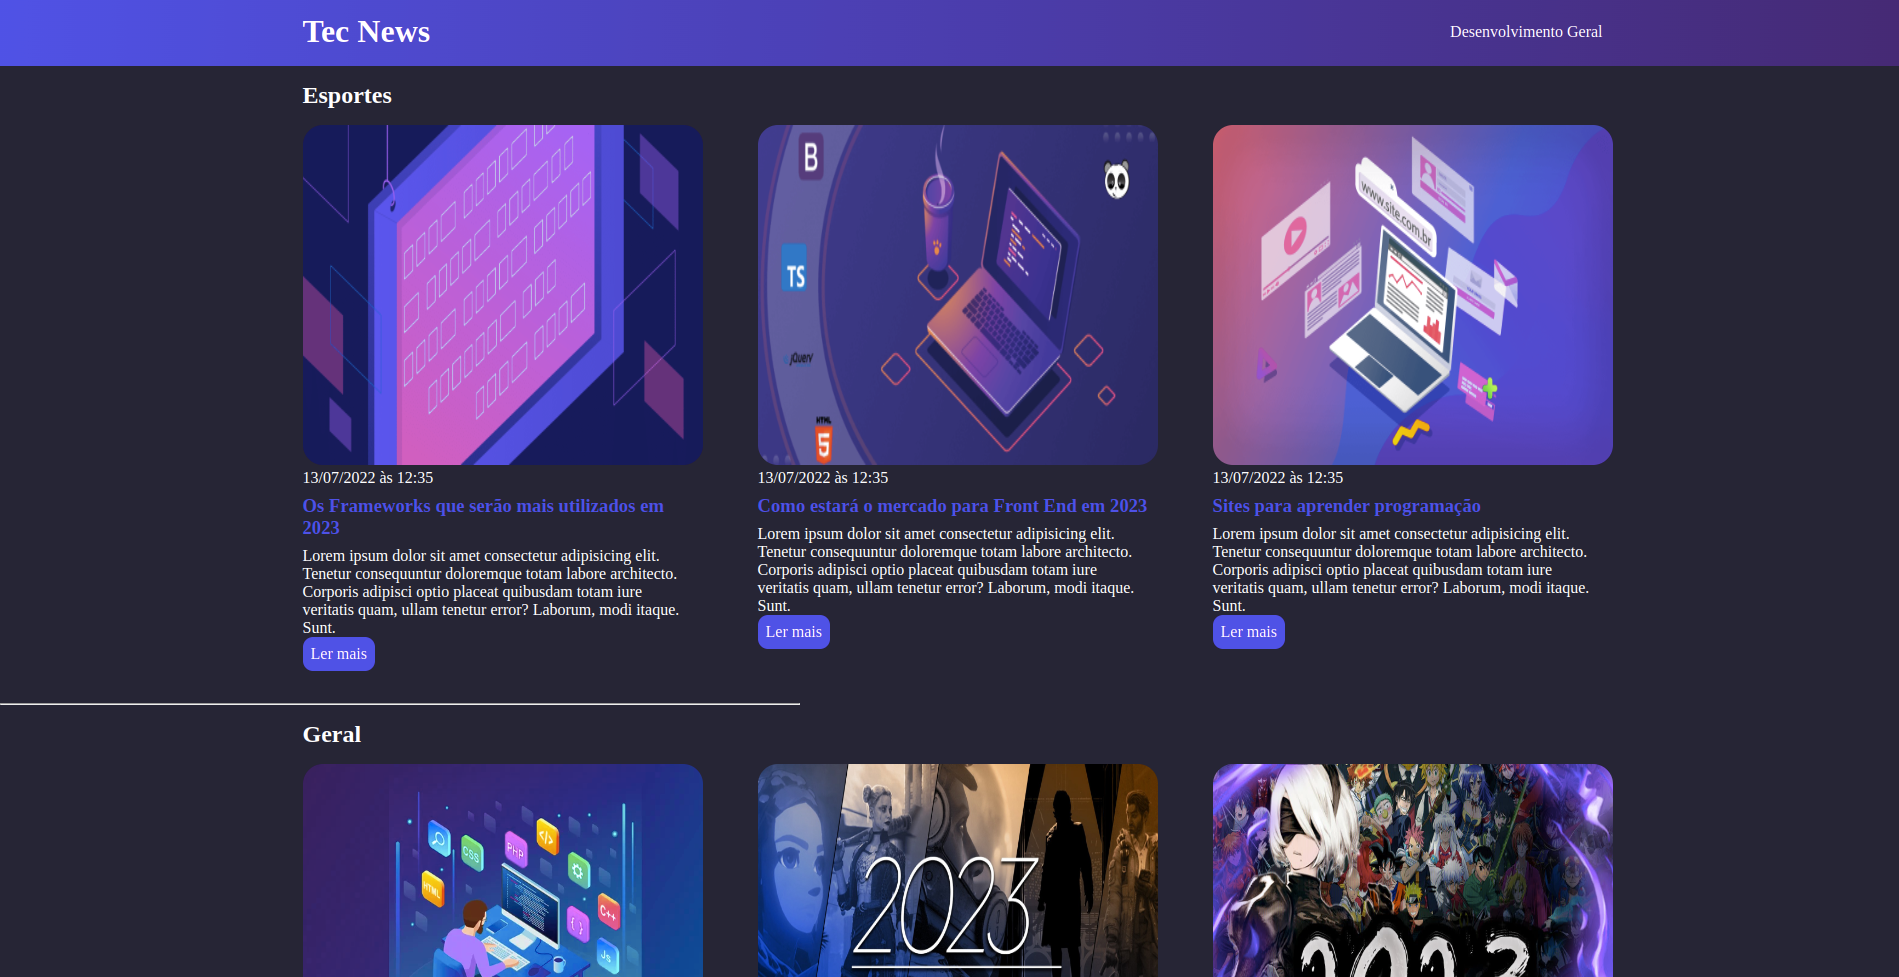 Tec News
Desenvolvimento Geral
Esportes
B
TS
jQuery
HTML
5
www.site.com.br
13/07/2022 às 12:35
Os Frameworks que serão mais utilizados em
2023
Lorem ipsum dolor sit amet consectetur adipisicing elit.
Tenetur consequuntur doloremque totam labore architecto.
Corporis adipisci optio placeat quibusdam totam iure
veritatis quam, ullam tenetur error? Laborum, modi itaque.
Sunt.
Ler mais
13/07/2022 às 12:35
Como estará o mercado para Front End em 2023
Lorem ipsum dolor sit amet consectetur adipisicing elit.
Tenetur consequuntur doloremque totam labore architecto.
Corporis adipisci optio placeat quibusdam totam iure
veritatis quam, ullam tenetur error? Laborum, modi itaque.
Sunt.
Ler mais
13/07/2022 às 12:35
Sites para aprender programação
Lorem ipsum dolor sit amet consectetur adipisicing elit.
Tenetur consequuntur doloremque totam labore architecto.
Corporis adipisci optio placeat quibusdam totam iure
veritatis quam, ullam tenetur error? Laborum, modi itaque.
Sunt.
Ler mais
Geral
</>
PHP
CSS
HTML
C++
{ }
JS
2023
2023